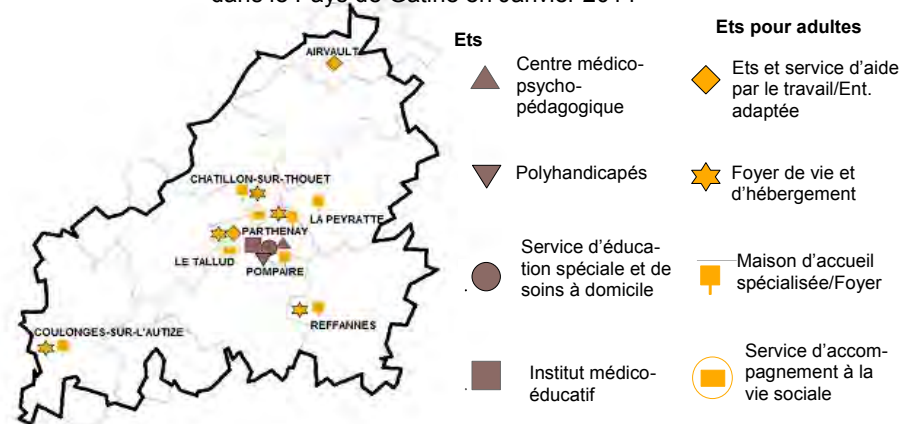 dans le Pays de Gâtine en Janvier 2011
AIRVAULT
CHATILLON-SUR-THOUET
LA PEYRATTE
PARTHENAY
LE TALLUD
POMPAIRE
REFFANNES
COULONGES-SUR-L'AUTIZE
Ets
Centre médico-
psycho-
pédagogique
Polyhandicapés
Service d'éduca-
tion spéciale et de
soins à domicile
Institut médico-
éducatif
Ets pour adultes
Ets et service d'aide
par le travail/Ent.
adaptée
Foyer de vie et
d'hébergement
Maison d'accueil
spécialisée/Foyer
Service d'accom-
pagnement à la
vie sociale